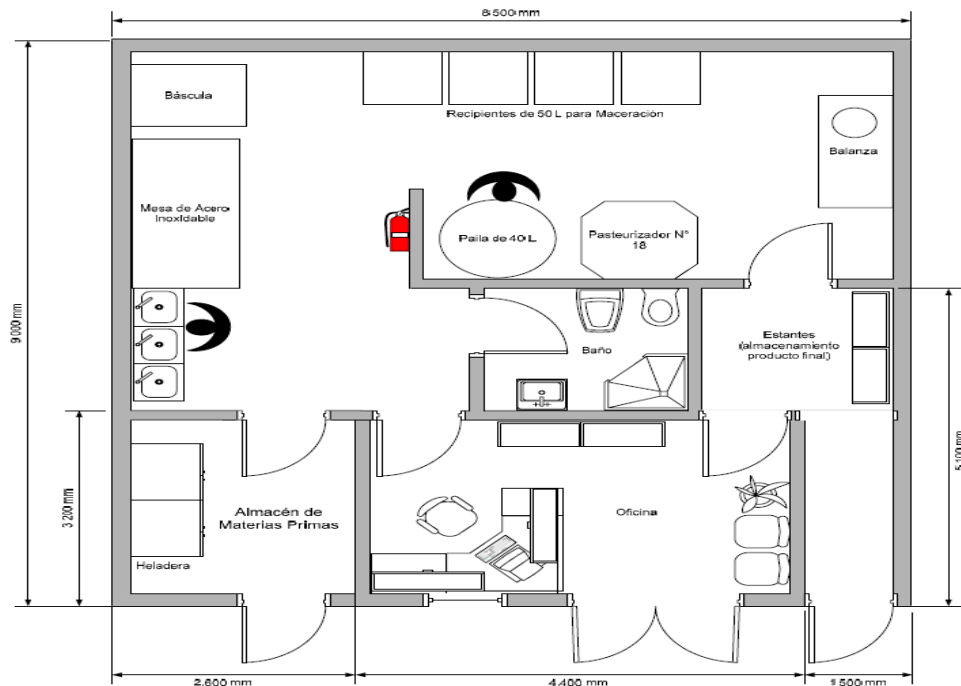 8.500 mm
Báscula
Recipientes de 50 L para Maceración
Balanza
Mesa de Acero
Inoxidable
Paila de 40 L
Pasteurizador N°
18
9.000 mm
Estantes
(almacenamiento
producto final)
Baño
5.100 mm
3.200 mm
Almacén de
Materias Primas
Oficina
Heladera
2.600 mm
4.400 mm
1.500 mm